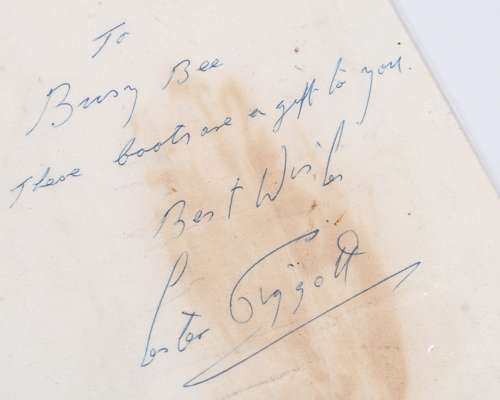 To
Busy Bee
These boots are a gift to you.
Best Wishes
Lester Piggott